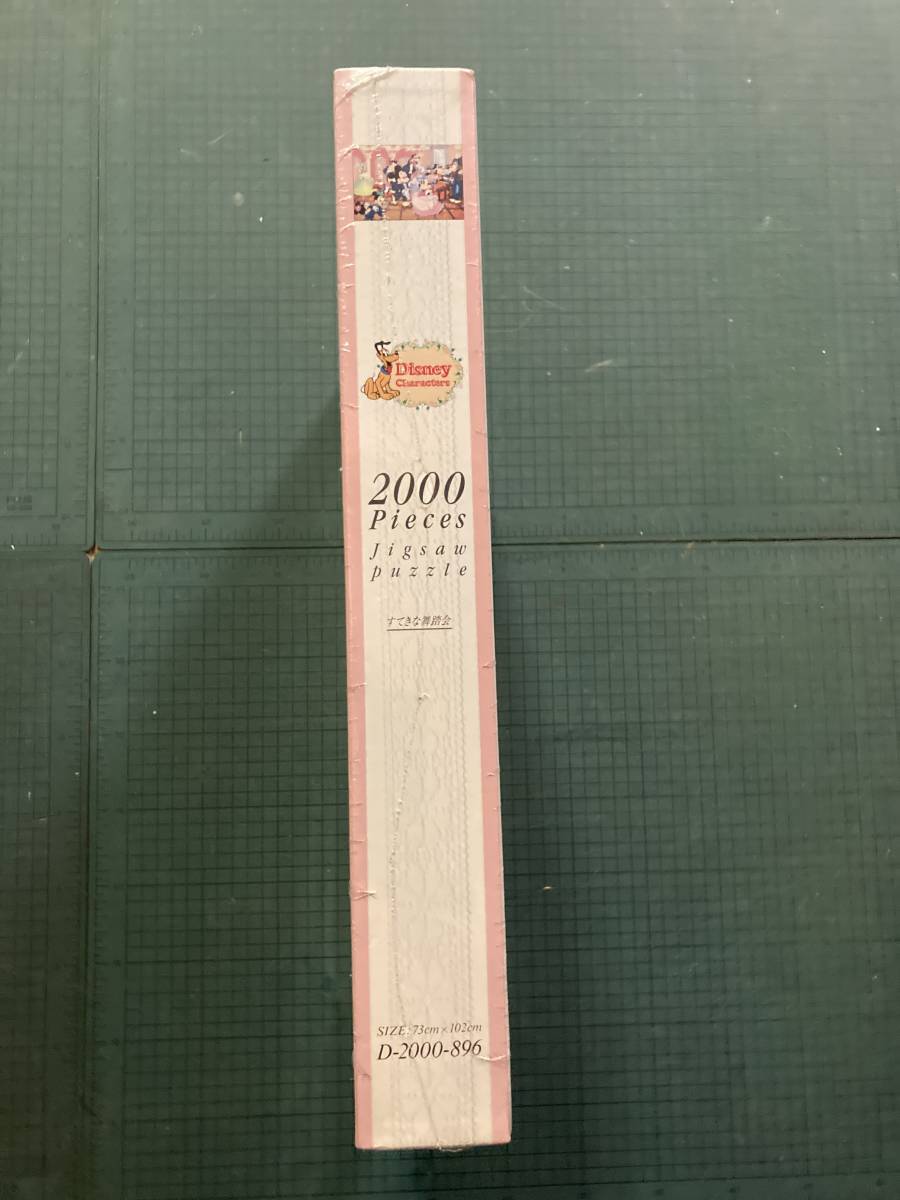 Disney
Characters
2000
Pieces
Jigsaw
puzzle
すてきな舞踏会
SIZE: 73cm×102cm
D-2000-896